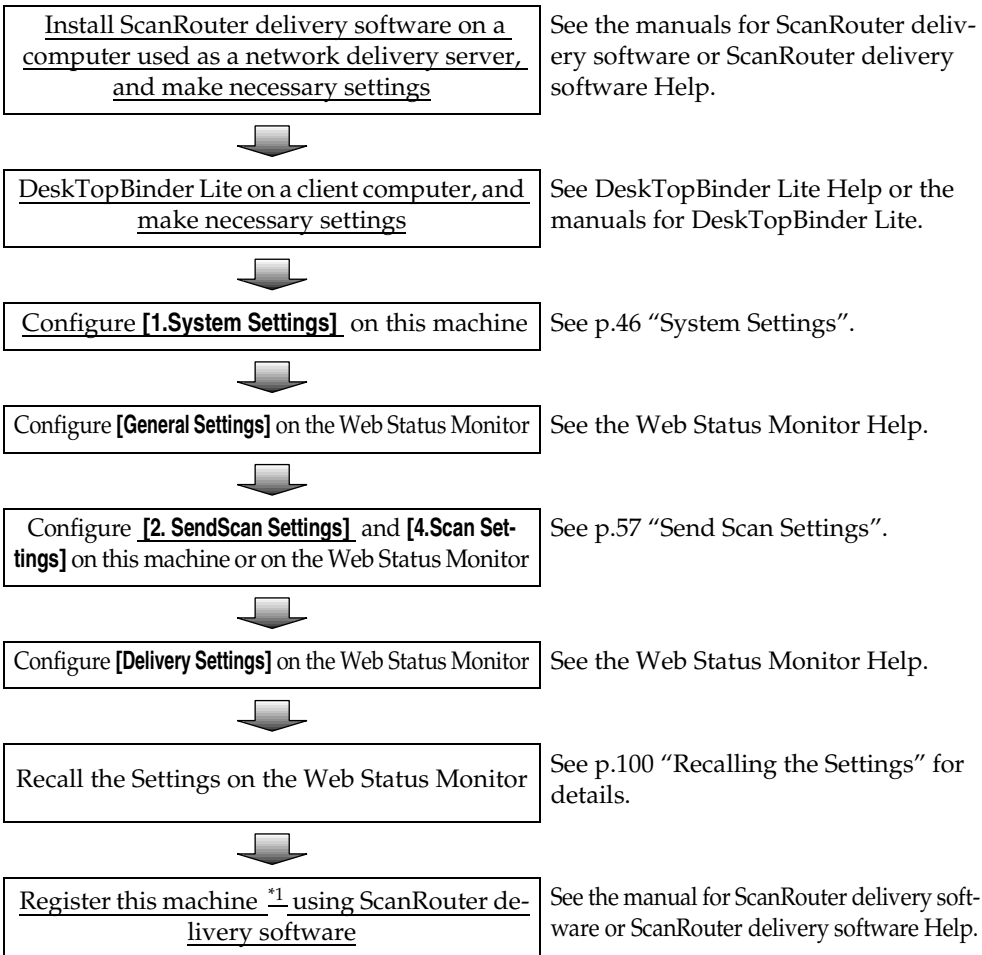 Install ScanRouter delivery software on a
computer used as a network delivery server,
and make necessary settings
See the manuals for ScanRouter deliv-
ery software or ScanRouter delivery
software Help.
DeskTopBinder Lite on a client computer, and
make necessary settings
See DeskTopBinder Lite Help or the
manuals for DeskTopBinder Lite.
Configure [1.System Settings] on this machine
See p.46 “System Settings”.
Configure [General Settings] on the Web Status Monitor
See the Web Status Monitor Help.
Configure [2. SendScan Settings] and [4.Scan Set-
tings] on this machine or on the Web Status Monitor
See p.57 “Send Scan Settings”.
Configure [Delivery Settings] on the Web Status Monitor
See the Web Status Monitor Help.
Recall the Settings on the Web Status Monitor
See p.100 “Recalling the Settings” for
details.
Register this machine *1 using ScanRouter de-
livery software
See the manual for ScanRouter delivery soft-
ware or ScanRouter delivery software Help.